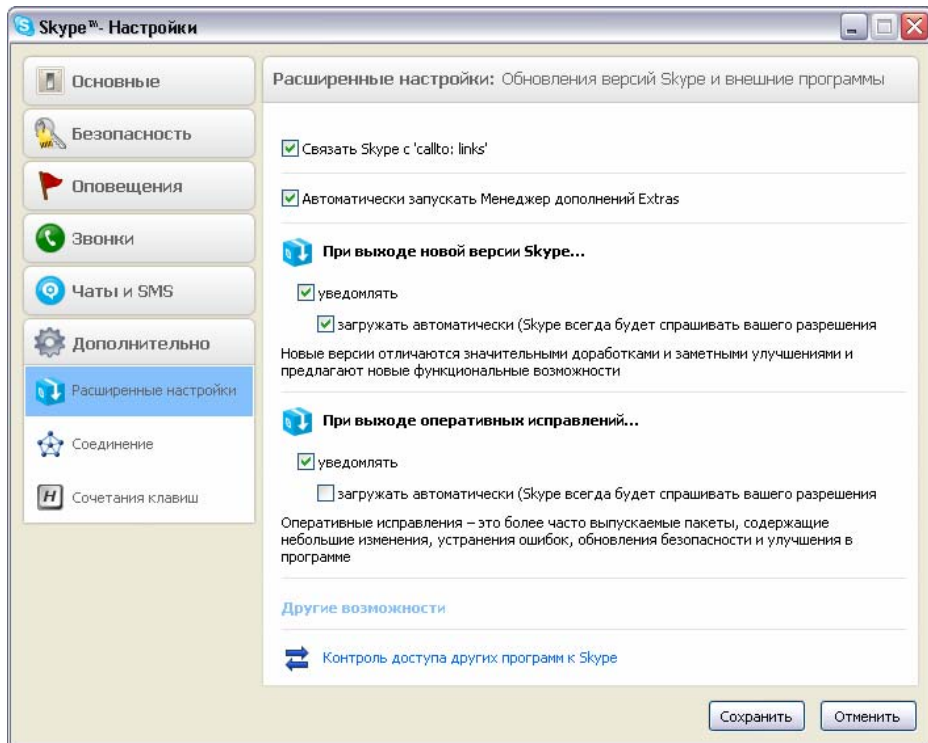 Skype™- Настройки
Основные
Безопасность
Оповещения
Звонки
Чаты и SMS
Дополнительно
Расширенные настройки
Соединение
H Сочетания клавиш
Расширенные настройки: Обновления версий Skype и внешние программы
Связать Skype с 'callto: links'
Автоматически запускать Менеджер дополнений Extras
При выходе новой версии Skype...
уведомлять
загружать автоматически (Skype всегда будет спрашивать вашего разрешения
Новые версии отличаются значительными доработками и заметными улучшениями и
предлагают новые функциональные возможности
При выходе оперативных исправлений...
уведомлять
загружать автоматически (Skype всегда будет спрашивать вашего разрешения
Оперативные исправления – это более часто выпускаемые пакеты, содержащие
небольшие изменения, устранения ошибок, обновления безопасности и улучшения в
программе
Другие возможности
Контроль доступа других программ к Skype
Сохранить
Отменить